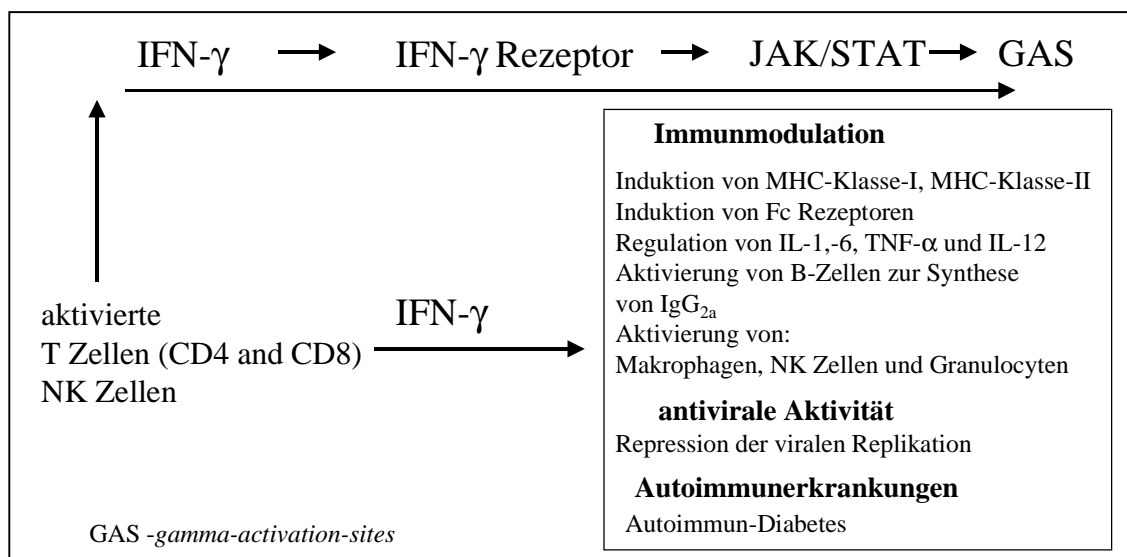 IFN-γ IFN-γ Rezeptor JAK/STAT GAS
Immunmodulation
Induktion von MHC-Klasse-I, MHC-Klasse-II
Induktion von Fc Rezeptoren
Regulation von IL-1,-6, TNF-α und IL-12
Aktivierung von B-Zellen zur Synthese
von IgG2a
Aktivierung von:
Makrophagen, NK Zellen und Granulocyten
antivirale Aktivität
Repression der viralen Replikation
Autoimmunerkrankungen
Autoimmun-Diabetes
aktivierte
T Zellen (CD4 and CD8)
NK Zellen
IFN-γ
GAS -gamma-activation-sites